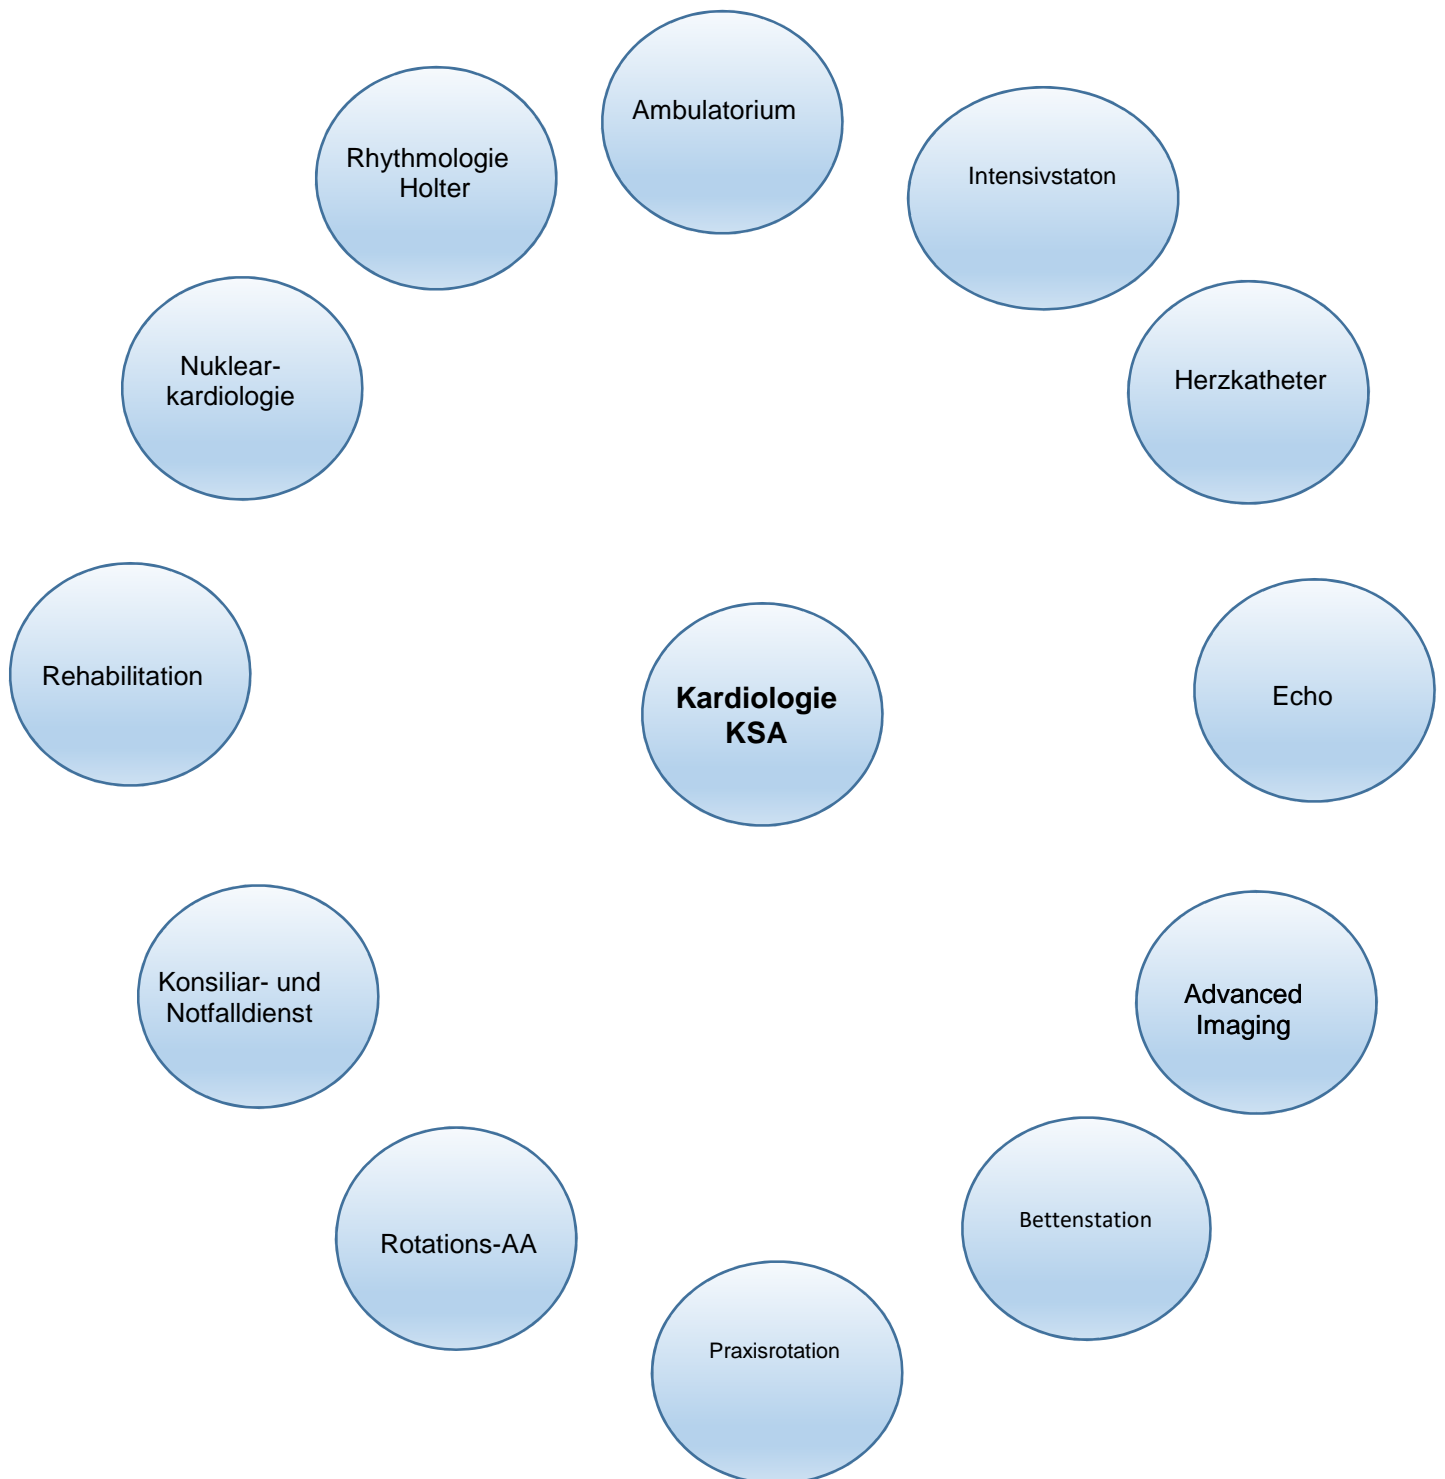 Ambulatorium
Rhythmologie
Holter
Intensivstaton
Nuklear-
kardiologie
Herzkatheter
Rehabilitation
Kardiologie
KSA
Echo
Konsiliar- und
Notfalldienst
Advanced
Imaging
Rotations-AA
Bettenstation
Praxisrotation